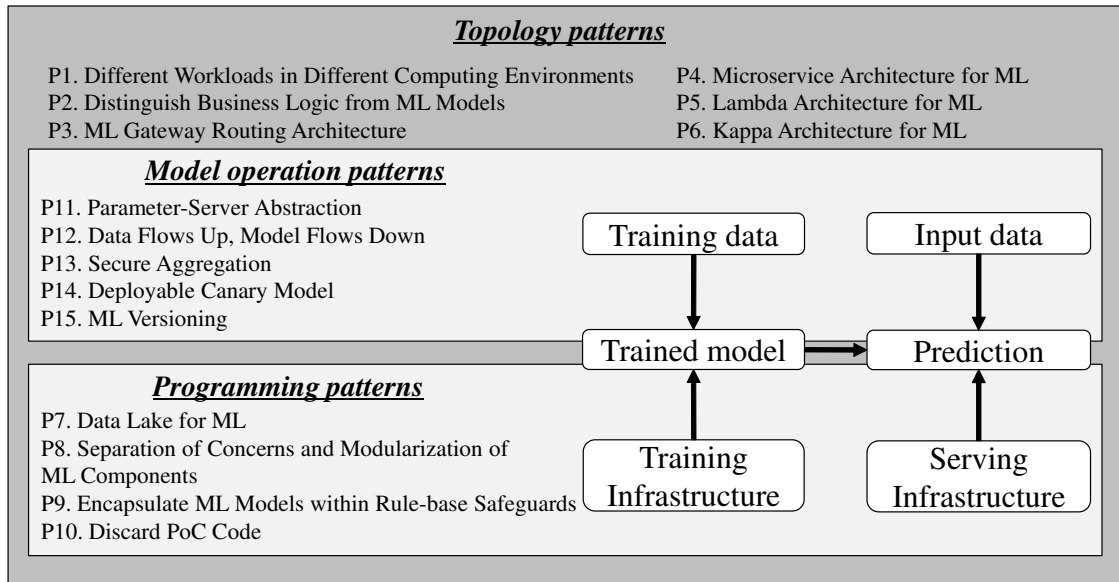 Topology patterns
P1. Different Workloads in Different Computing Environments
P2. Distinguish Business Logic from ML Models
P3. ML Gateway Routing Architecture
P4. Microservice Architecture for ML
P5. Lambda Architecture for ML
P6. Kappa Architecture for ML
Model operation patterns
P11. Parameter-Server Abstraction
P12. Data Flows Up, Model Flows Down
P13. Secure Aggregation
P14. Deployable Canary Model
P15. ML Versioning
Training data
Input data
Trained model
Prediction
Programming patterns
P7. Data Lake for ML
P8. Separation of Concerns and Modularization of
ML Components
P9. Encapsulate ML Models within Rule-base Safeguards
P10. Discard PoC Code
Training
Infrastructure
Serving
Infrastructure